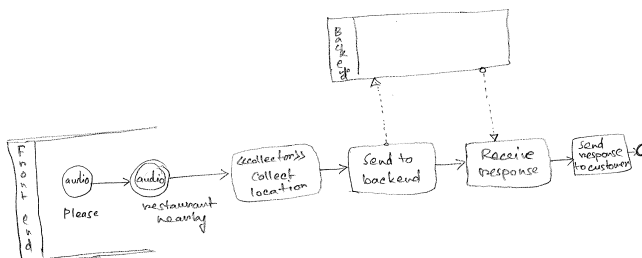 Backend
Front end
audio
Please
audio
restaurant
nearby
<<collector>>
collect
location
Send to
backend
Receive
response
Send
response
to customer